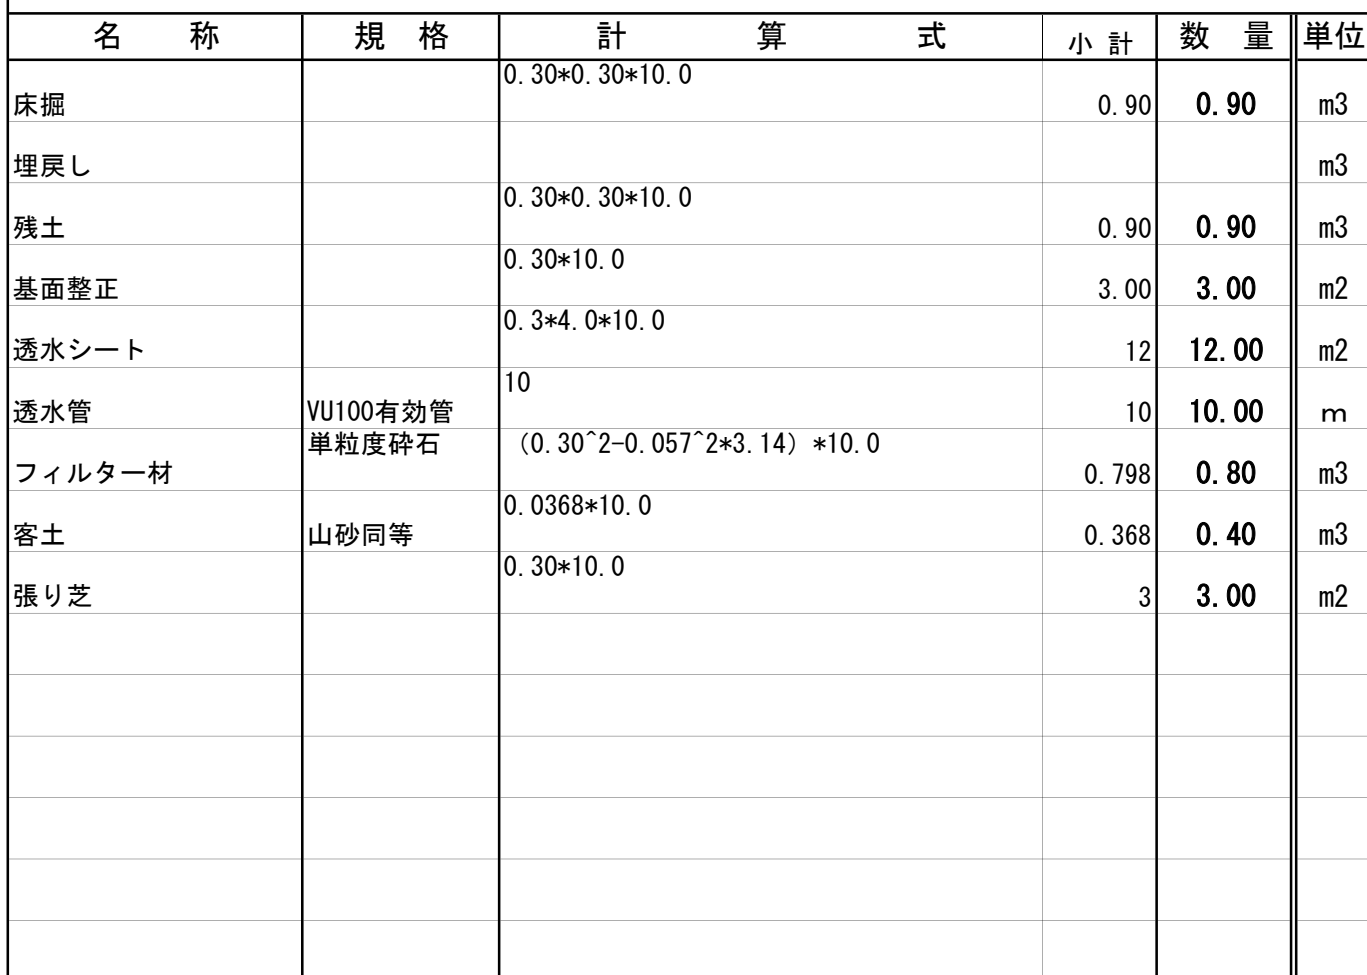 名 称 規 格 計 算 式 小 計 数 量 単位
0.30*0.30*10.0
床掘 0.90 0.90 m3
埋戻し m3
0.30*0.30*10.0
残土 0.90 0.90 m3
0.30*10.0
基面整正 3.00 3.00 m2
0.3*4.0*10.0
透水シート 12 12.00 m2
10
透水管 VU100有効管 10 10.00 ｍ
単粒度砕石 （0.30^2-0.057^2*3.14）*10.0
フィルター材 0.798 0.80 m3
0.0368*10.0
客土 山砂同等 0.368 0.40 m3
0.30*10.0
張り芝 3 3.00 m2